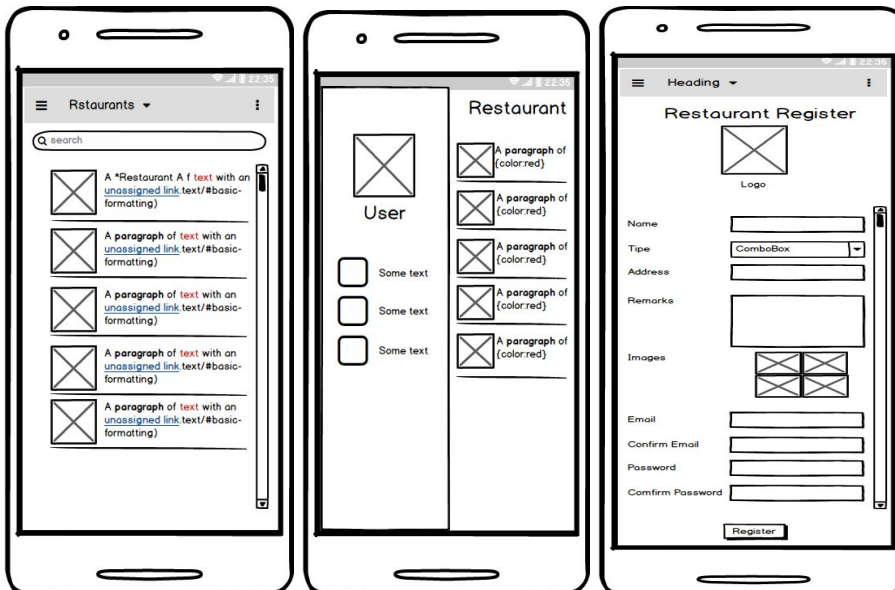 22:35
Rstaurants
search
A *Restaurant A f text with an
unassigned link.text/#basic-
formatting)
A paragraph of text with an
unassigned link.text/#basic-
formatting)
A paragraph of text with an
unassigned link.text/#basic-
formatting)
A paragraph of text with an
unassigned link.text/#basic-
formatting)
A paragraph of text with an
unassigned link.text/#basic-
formatting)
22:35
User
Some text
Some text
Some text
Restaurant
A paragraph of
{color:red}
A paragraph of
{color:red}
A paragraph of
{color:red}
A paragraph of
{color:red}
A paragraph of
{color:red}
22:35
Heading
Restaurant Register
Logo
Name
Tipe ComboBox
Address
Remarks
Images
Email
Confirm Email
Password
Comfirm Password
Register